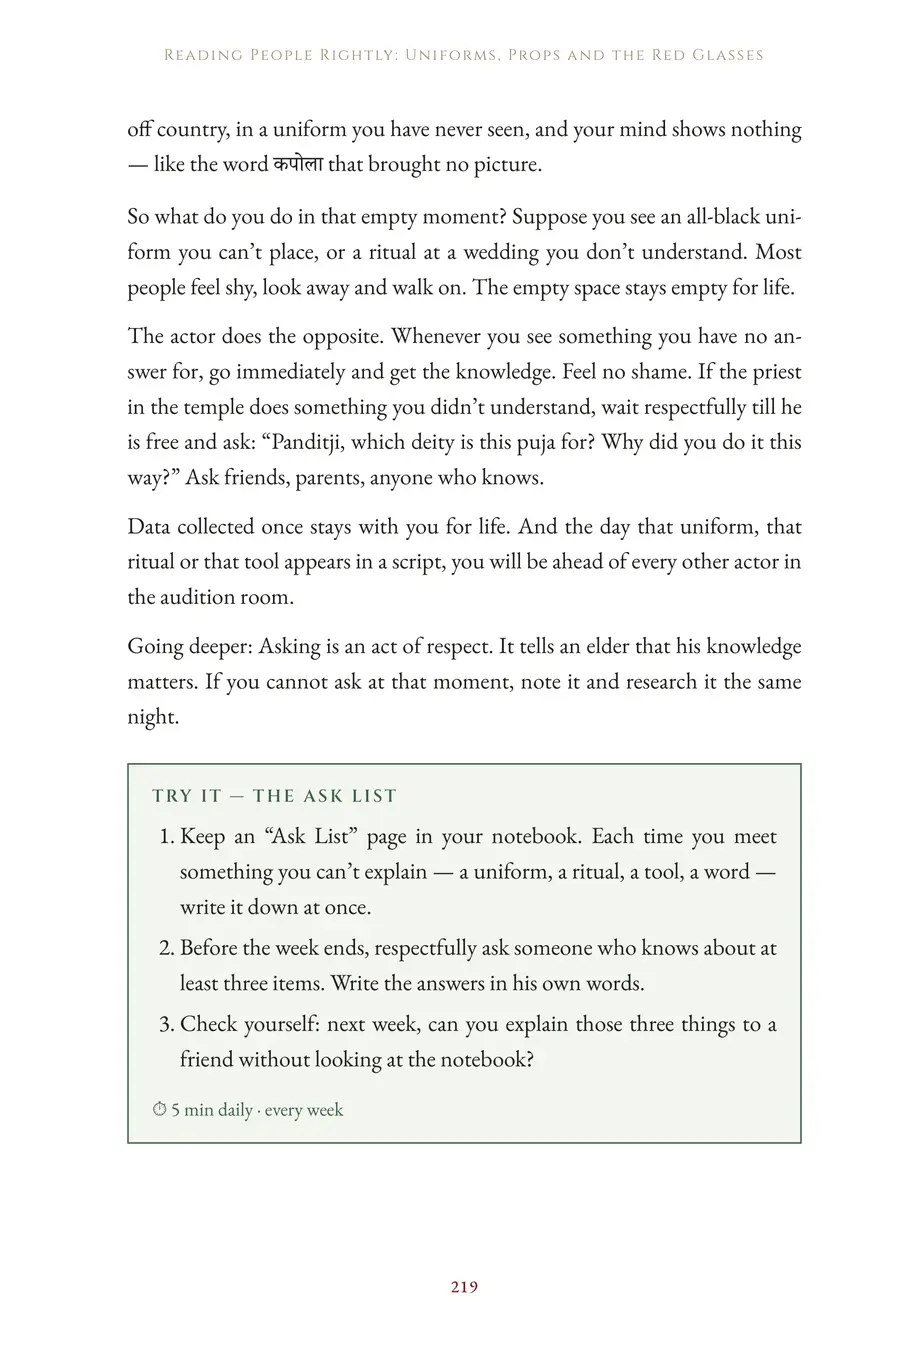 Reading People Rightly: Uniforms, Props and the Red Glasses
off country, in a uniform you have never seen, and your mind shows nothing
— like the word कपोला that brought no picture.
So what do you do in that empty moment? Suppose you see an all-black uni-
form you can’t place, or a ritual at a wedding you don’t understand. Most
people feel shy, look away and walk on. The empty space stays empty for life.
The actor does the opposite. Whenever you see something you have no an-
swer for, go immediately and get the knowledge. Feel no shame. If the priest
in the temple does something you didn’t understand, wait respectfully till he
is free and ask: “Panditji, which deity is this puja for? Why did you do it this
way?” Ask friends, parents, anyone who knows.
Data collected once stays with you for life. And the day that uniform, that
ritual or that tool appears in a script, you will be ahead of every other actor in
the audition room.
Going deeper: Asking is an act of respect. It tells an elder that his knowledge
matters. If you cannot ask at that moment, note it and research it the same
night.
TRY IT — THE ASK LIST
1. Keep an “Ask List” page in your notebook. Each time you meet
something you can’t explain — a uniform, a ritual, a tool, a word —
write it down at once.
2. Before the week ends, respectfully ask someone who knows about at
least three items. Write the answers in his own words.
3. Check yourself: next week, can you explain those three things to a
friend without looking at the notebook?
⏱ 5 min daily · every week
219